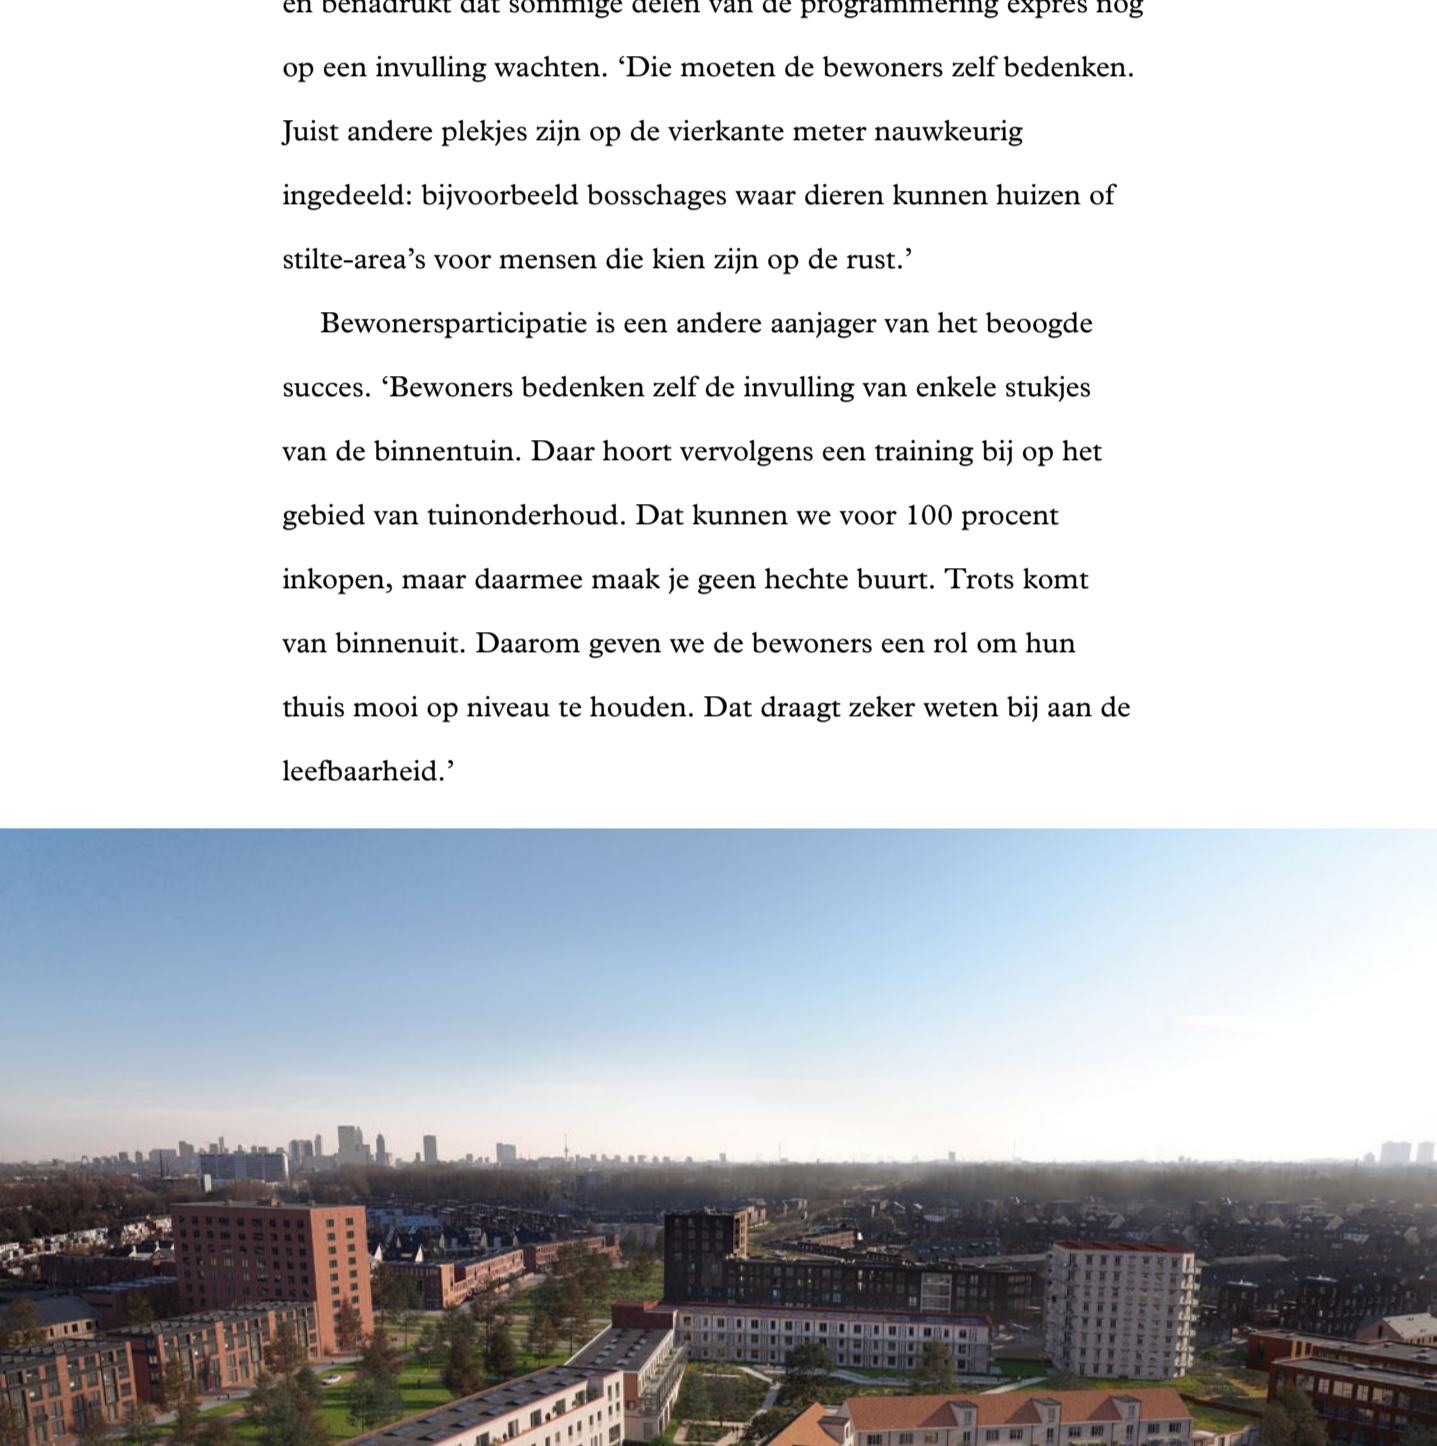 en benadrukt dat sommige delen van de programmering expres nog
op een invulling wachten. ‘Die moeten de bewoners zelf bedenken.
Juist andere plekjes zijn op de vierkante meter nauwkeurig
ingedeeld: bijvoorbeeld bosschages waar dieren kunnen huizen of
stilte-area’s voor mensen die kien zijn op de rust.’
Bewonersparticipatie is een andere aanjager van het beoogde
succes. ‘Bewoners bedenken zelf de invulling van enkele stukjes
van de binnentuin. Daar hoort vervolgens een training bij op het
gebied van tuinonderhoud. Dat kunnen we voor 100 procent
inkopen, maar daarmee maak je geen hechte buurt. Trots komt
van binnenuit. Daarom geven we de bewoners een rol om hun
thuis mooi op niveau te houden. Dat draagt zeker weten bij aan de
leefbaarheid.’